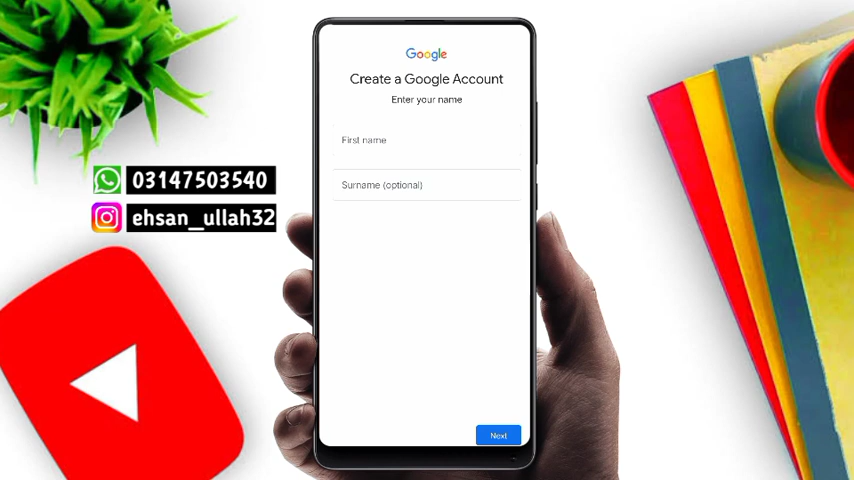 Google
Create a Google Account
Enter your name
First name
03147503540
Surname (optional)
ehsan_ullah32
Next